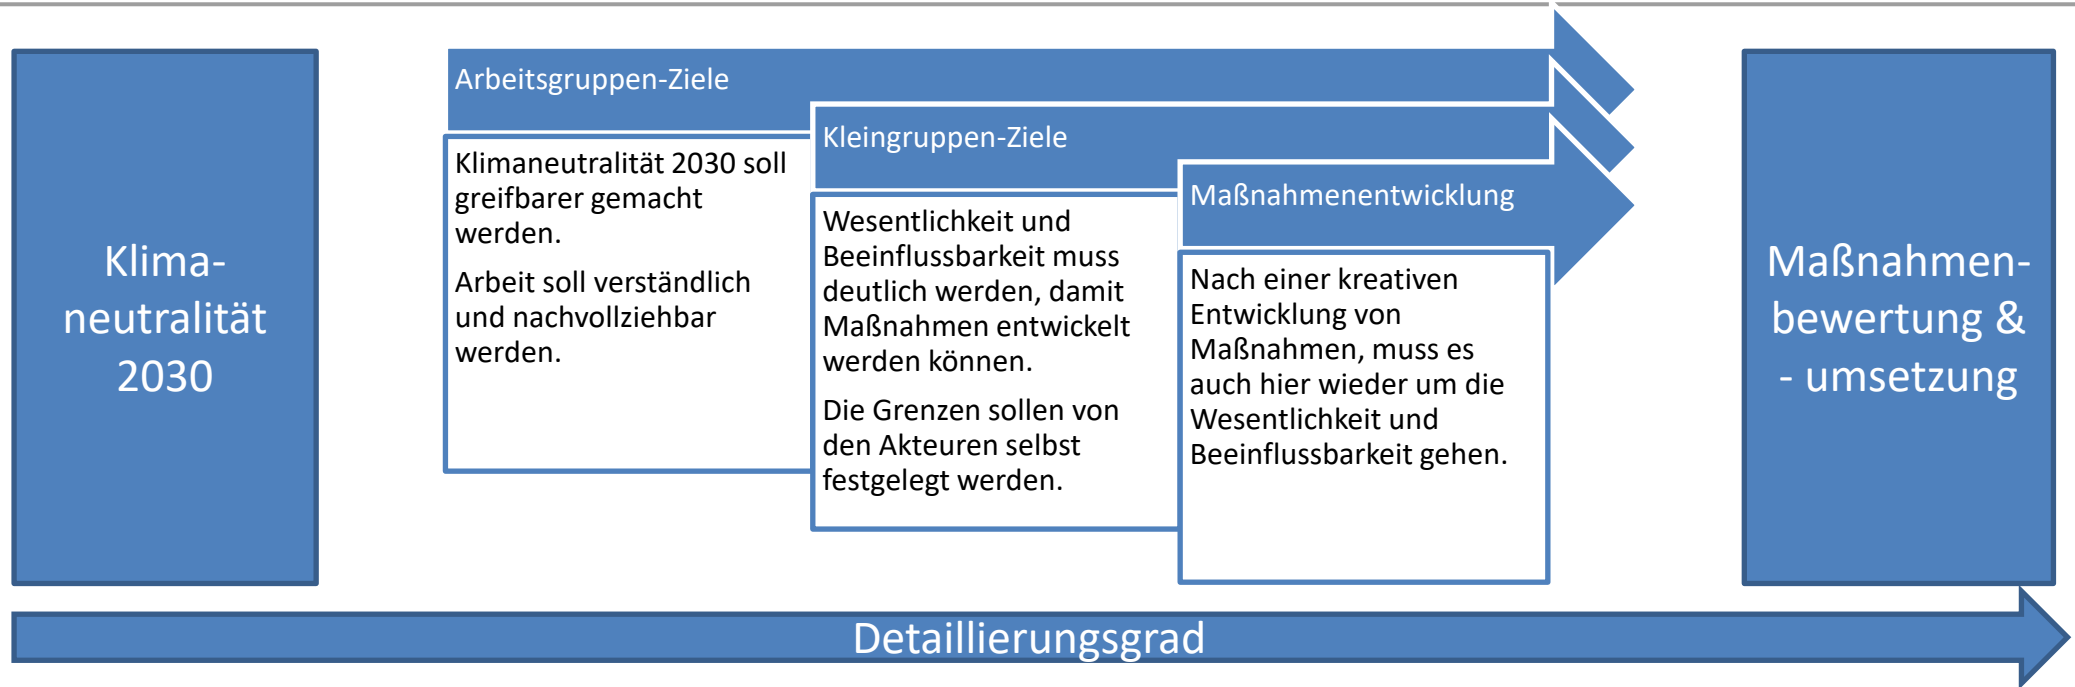 Klima-
neutralität
2030
Arbeitsgruppen-Ziele
Klimaneutralität 2030 soll
greifbarer gemacht
werden.
Arbeit soll verständlich
und nachvollziehbar
werden.
Kleingruppen-Ziele
Wesentlichkeit und
Beeinflussbarkeit muss
deutlich werden, damit
Maßnahmen entwickelt
werden können.
Die Grenzen sollen von
den Akteuren selbst
festgelegt werden.
Maßnahmenentwicklung
Nach einer kreativen
Entwicklung von
Maßnahmen, muss es
auch hier wieder um die
Wesentlichkeit und
Beeinflussbarkeit gehen.
Maßnahmen-
bewertung &
- umsetzung
Detaillierungsgrad